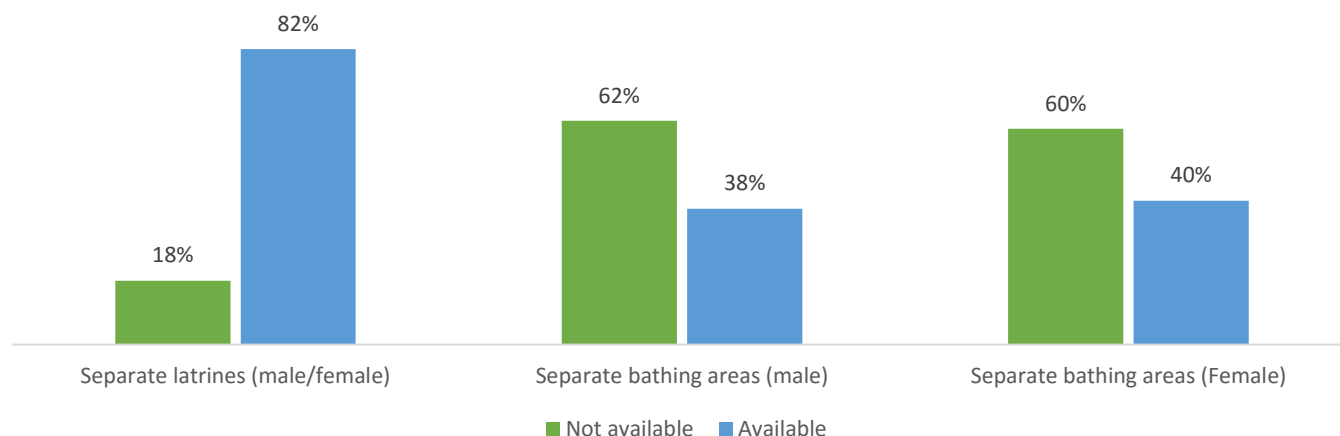 82%
62%
60%
38%
40%
18%
Separate latrines (male/female)
Separate bathing areas (male)
Separate bathing areas (Female)
Not available
Available